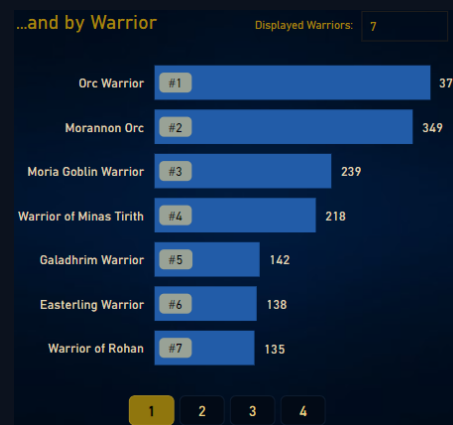 ...and by Warrior
Displayed Warriors: 7
Orc Warrior #1
Morannon Orc #2 349
Moria Goblin Warrior #3 239
Warrior of Minas Tirith #4 218
Galadhrim Warrior #5 142
Easterling Warrior #6 138
Warrior of Rohan #7 135
1 2 3 4